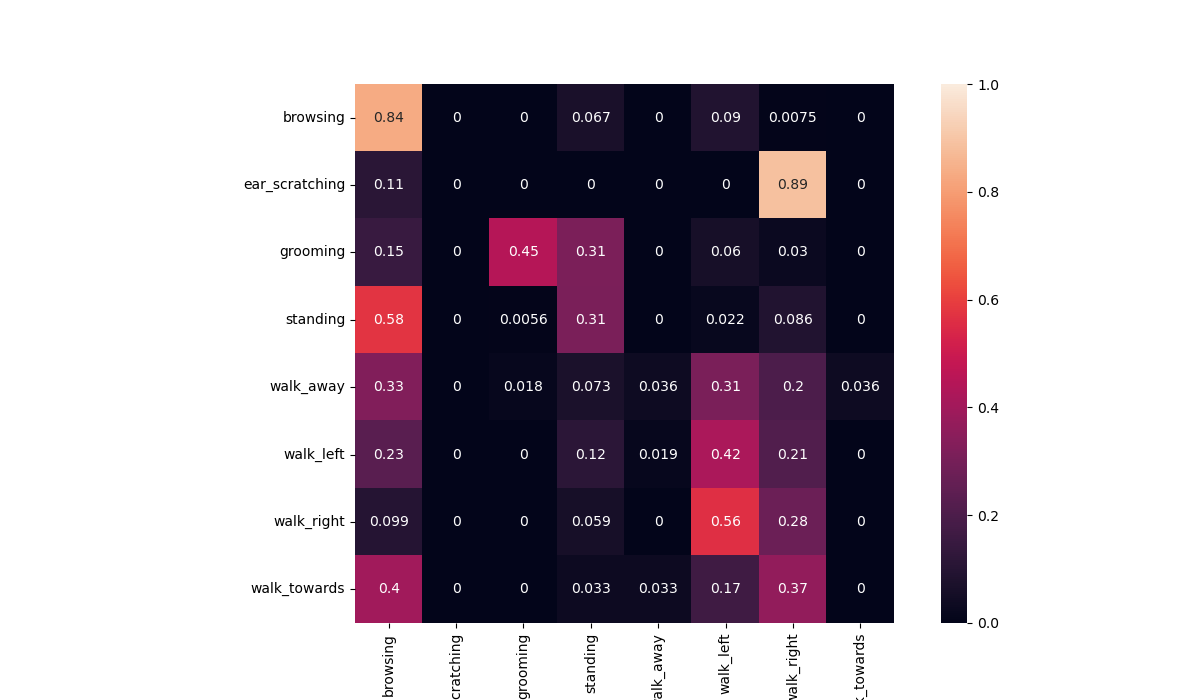 browsing 0.84 0 0 0.067 0 0.09 0.0075 0
ear_scratching 0.11 0 0 0 0 0 0.89 0
grooming 0.15 0 0.45 0.31 0 0.06 0.03 0
standing 0.58 0 0.0056 0.31 0 0.022 0.086 0
walk_away 0.33 0 0.018 0.073 0.036 0.31 0.2 0.036
walk_left 0.23 0 0 0.12 0.019 0.42 0.21 0
walk_right 0.099 0 0 0.059 0 0.56 0.28 0
walk_towards 0.4 0 0 0.033 0.033 0.17 0.37 0
browsing
cratching
grooming
standing
alk_away
walk_left
walk_right
k_towards
1.0
0.8
0.6
0.4
0.2
0.0